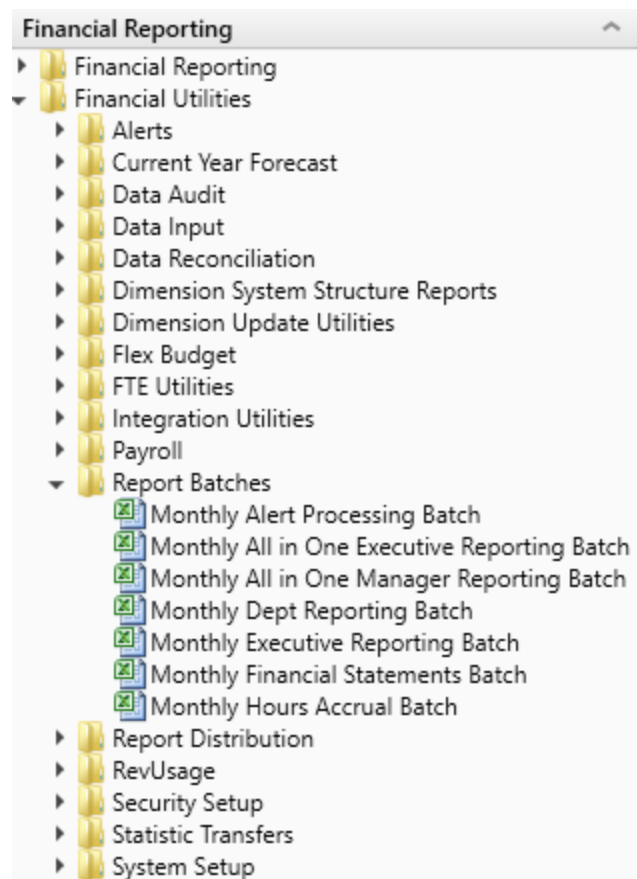 Financial Reporting
Financial Reporting
Financial Utilities
Alerts
Current Year Forecast
Data Audit
Data Input
Data Reconciliation
Dimension System Structure Reports
Dimension Update Utilities
Flex Budget
FTE Utilities
Integration Utilities
Payroll
Report Batches
Monthly Alert Processing Batch
Monthly All in One Executive Reporting Batch
Monthly All in One Manager Reporting Batch
Monthly Dept Reporting Batch
Monthly Executive Reporting Batch
Monthly Financial Statements Batch
Monthly Hours Accrual Batch
Report Distribution
RevUsage
Security Setup
Statistic Transfers
System Setup